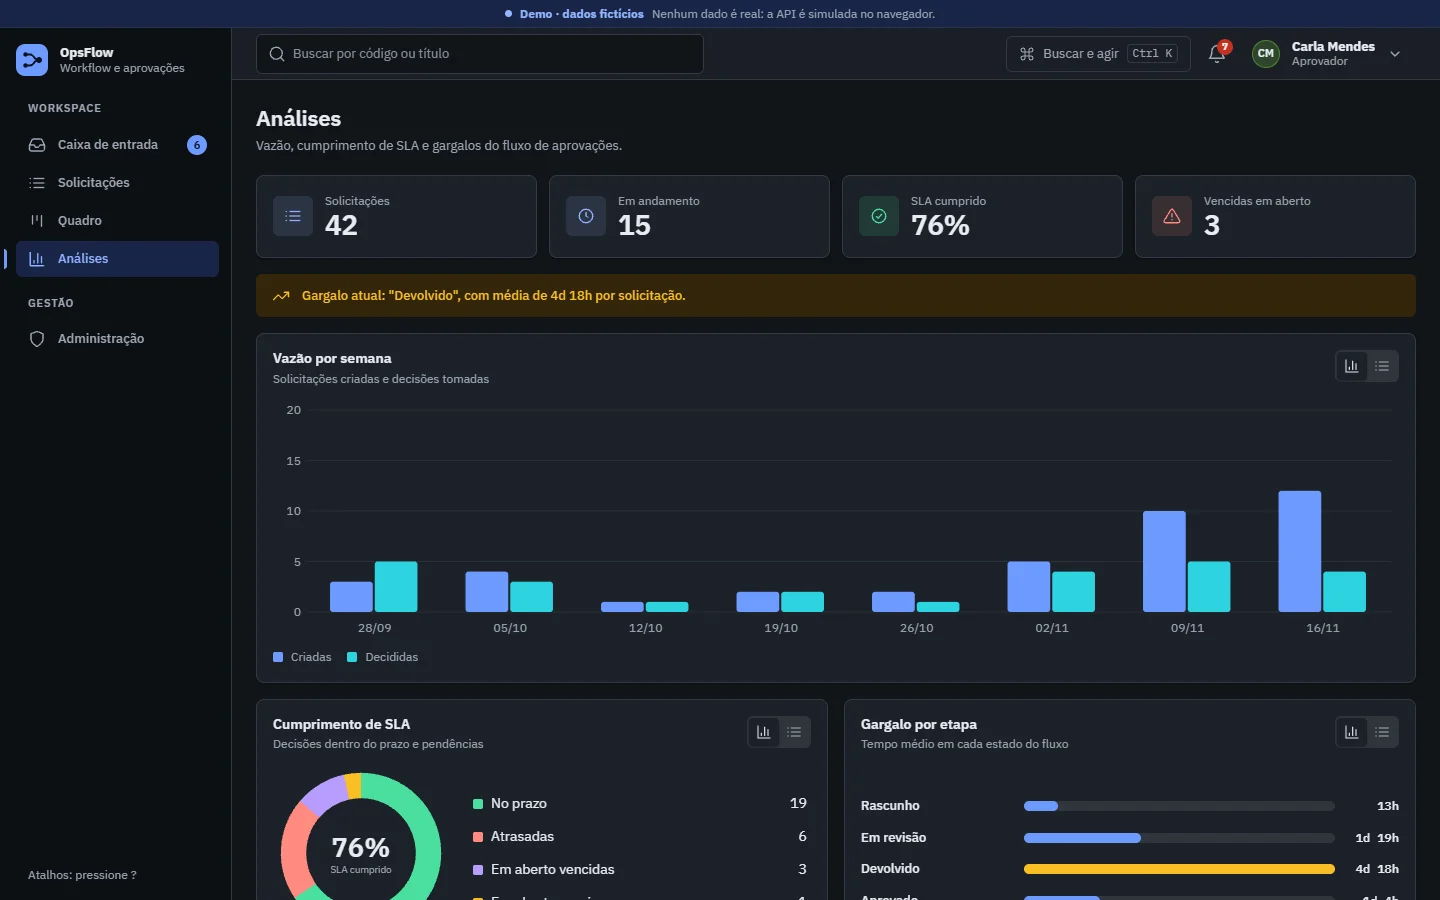 Demo · dados fictícios Nenhum dado é real: a API é simulada no navegador.
OpsFlow
Workflow e aprovações
Buscar por código ou título
Buscar e agir Ctrl K
7
CM
Carla Mendes
Aprovador
WORKSPACE
Caixa de entrada 6
Solicitações
Quadro
Análises
GESTÃO
Administração
Atalhos: pressione ?
Análises
Vazão, cumprimento de SLA e gargalos do fluxo de aprovações.
Solicitações
42
Em andamento
15
SLA cumprido
76%
Vencidas em aberto
3
Gargalo atual: "Devolvido", com média de 4d 18h por solicitação.
Vazão por semana
Solicitações criadas e decisões tomadas
20
15
10
5
0
28/09 05/10 12/10 19/10 26/10 02/11 09/11 16/11
Criadas Decididas
Cumprimento de SLA
Decisões dentro do prazo e pendências
76%
SLA cumprido
No prazo 19
Atrasadas 6
Em aberto vencidas 3
Gargalo por etapa
Tempo médio em cada estado do fluxo
Rascunho 13h
Em revisão 1d 19h
Devolvido 4d 18h
Aprovado 1d 4h